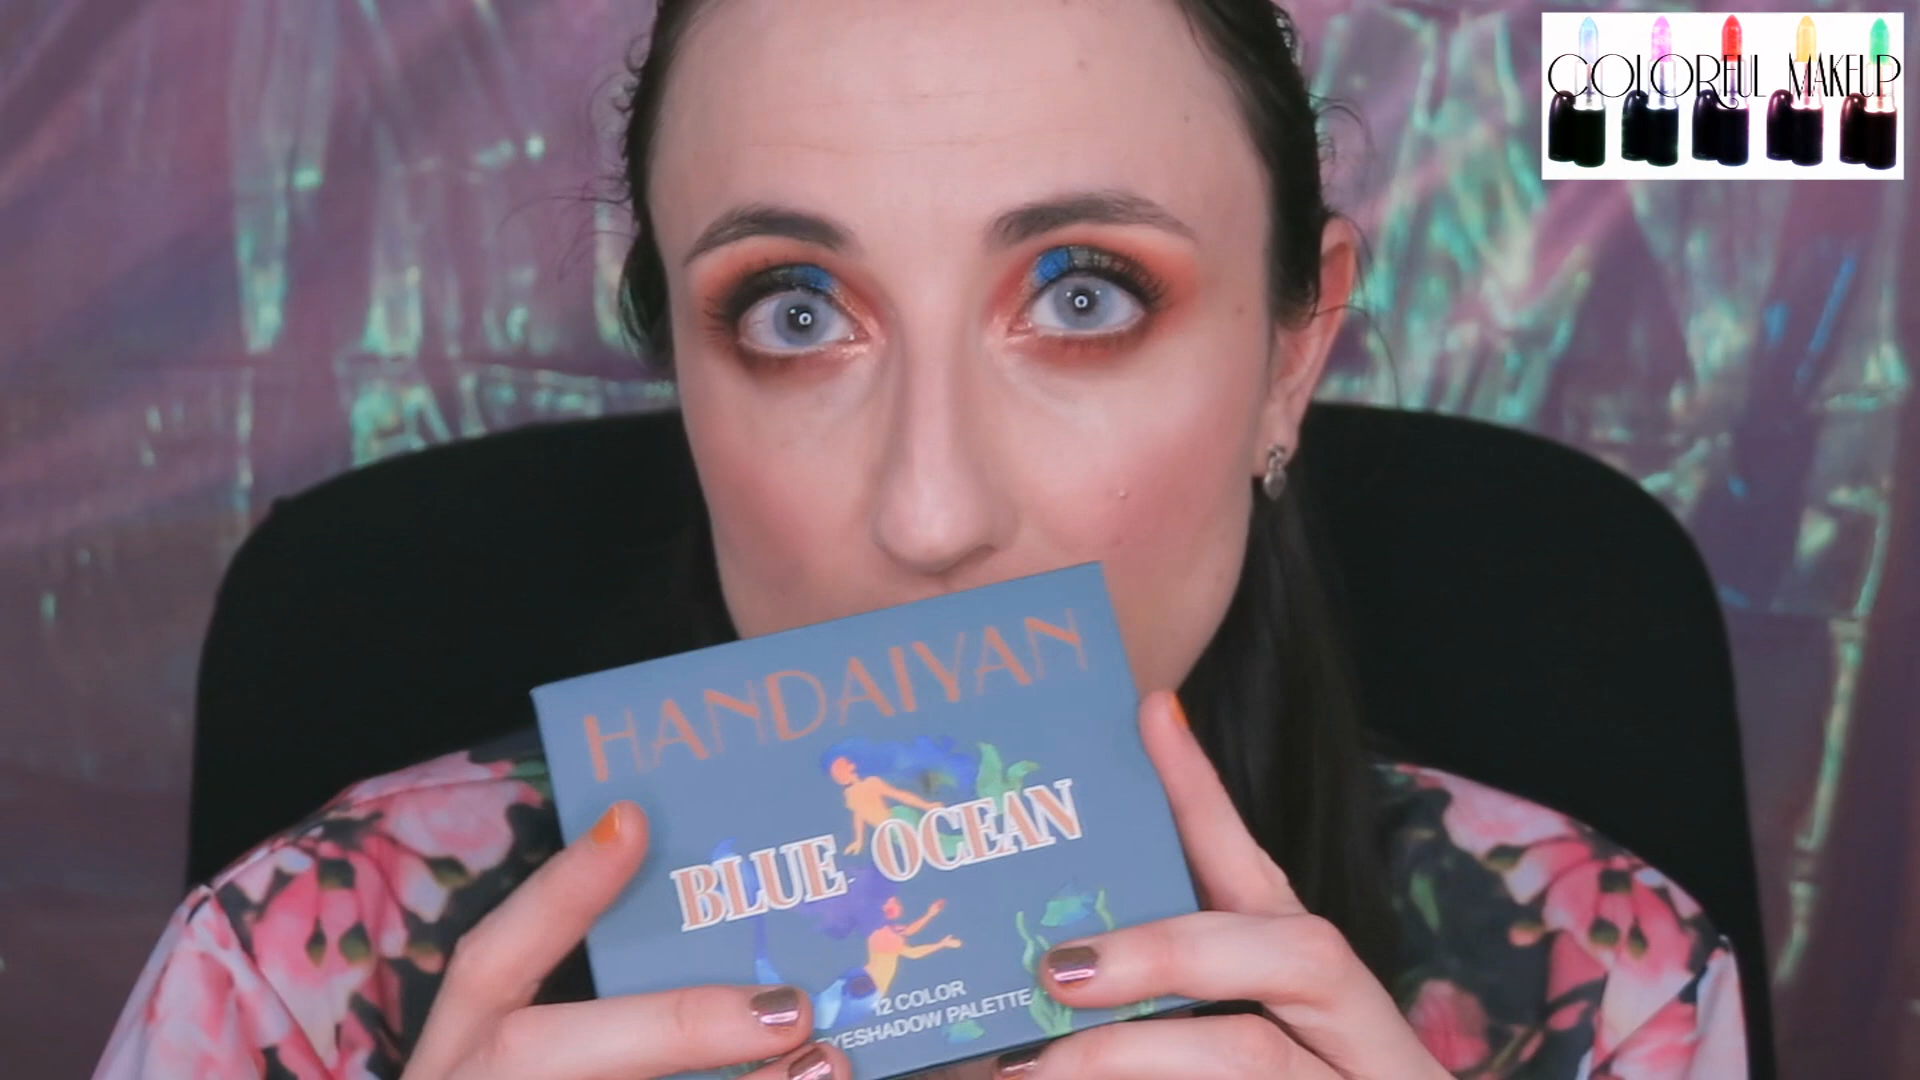 COLORFUL MAKEUP
HANDAIYAN
BLUE OCEAN
12 COLOR
EYESHADOW PALETTE